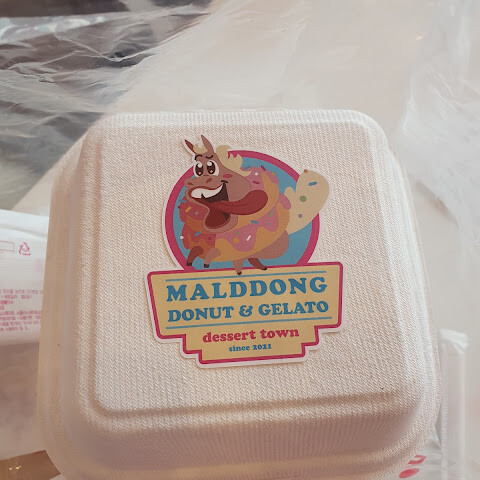 MALDDONG
DONUT & GELATO
dessert town
since 2021